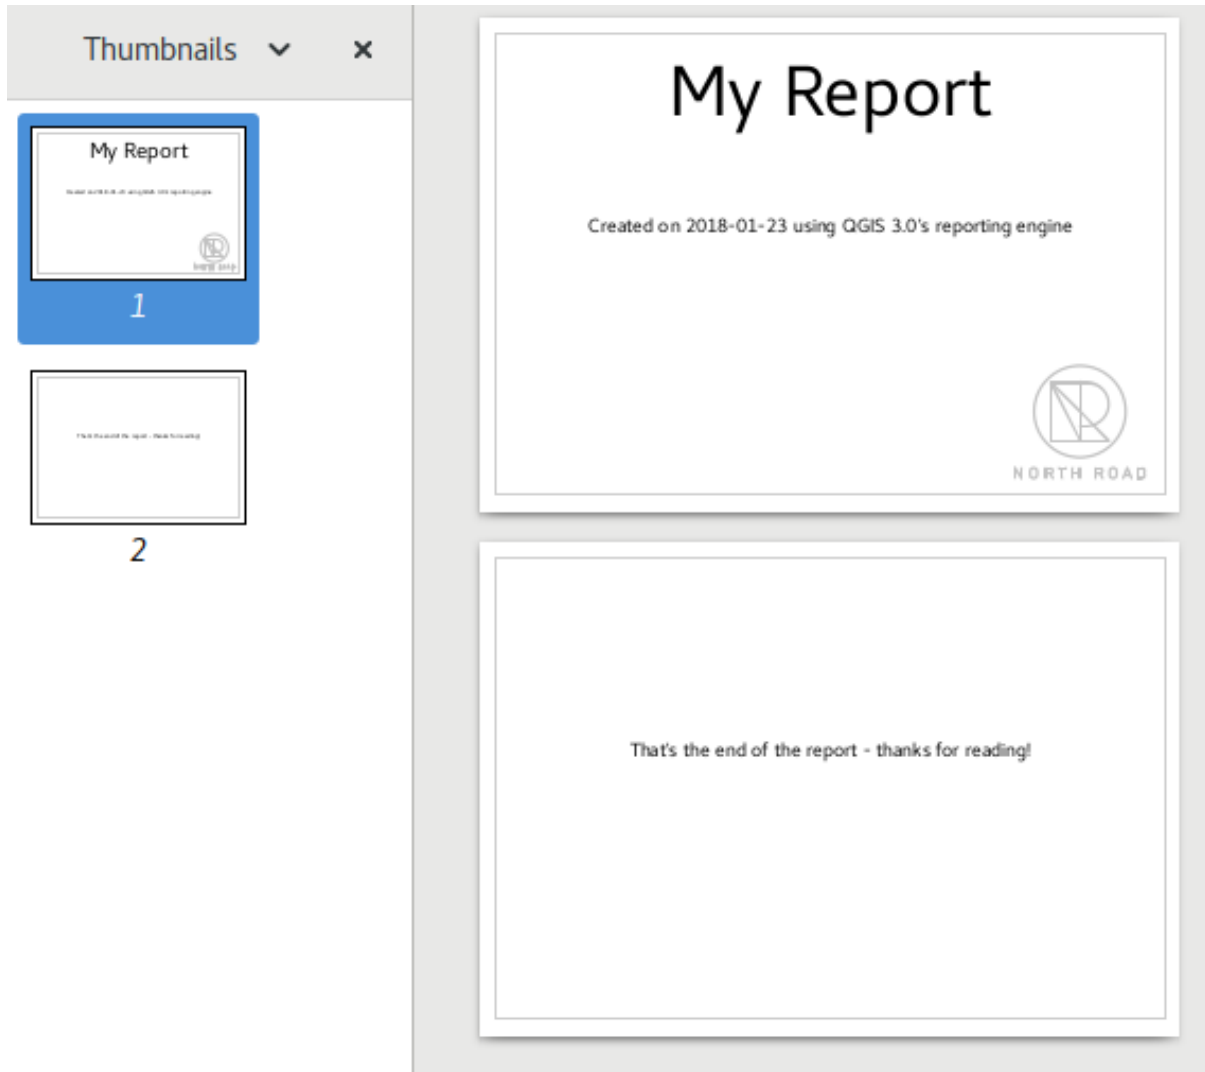 Thumbnails
My Report
1
2
My Report
Created on 2018-01-23 using QGIS 3.0's reporting engine
NORTH ROAD
That's the end of the report - thanks for reading!